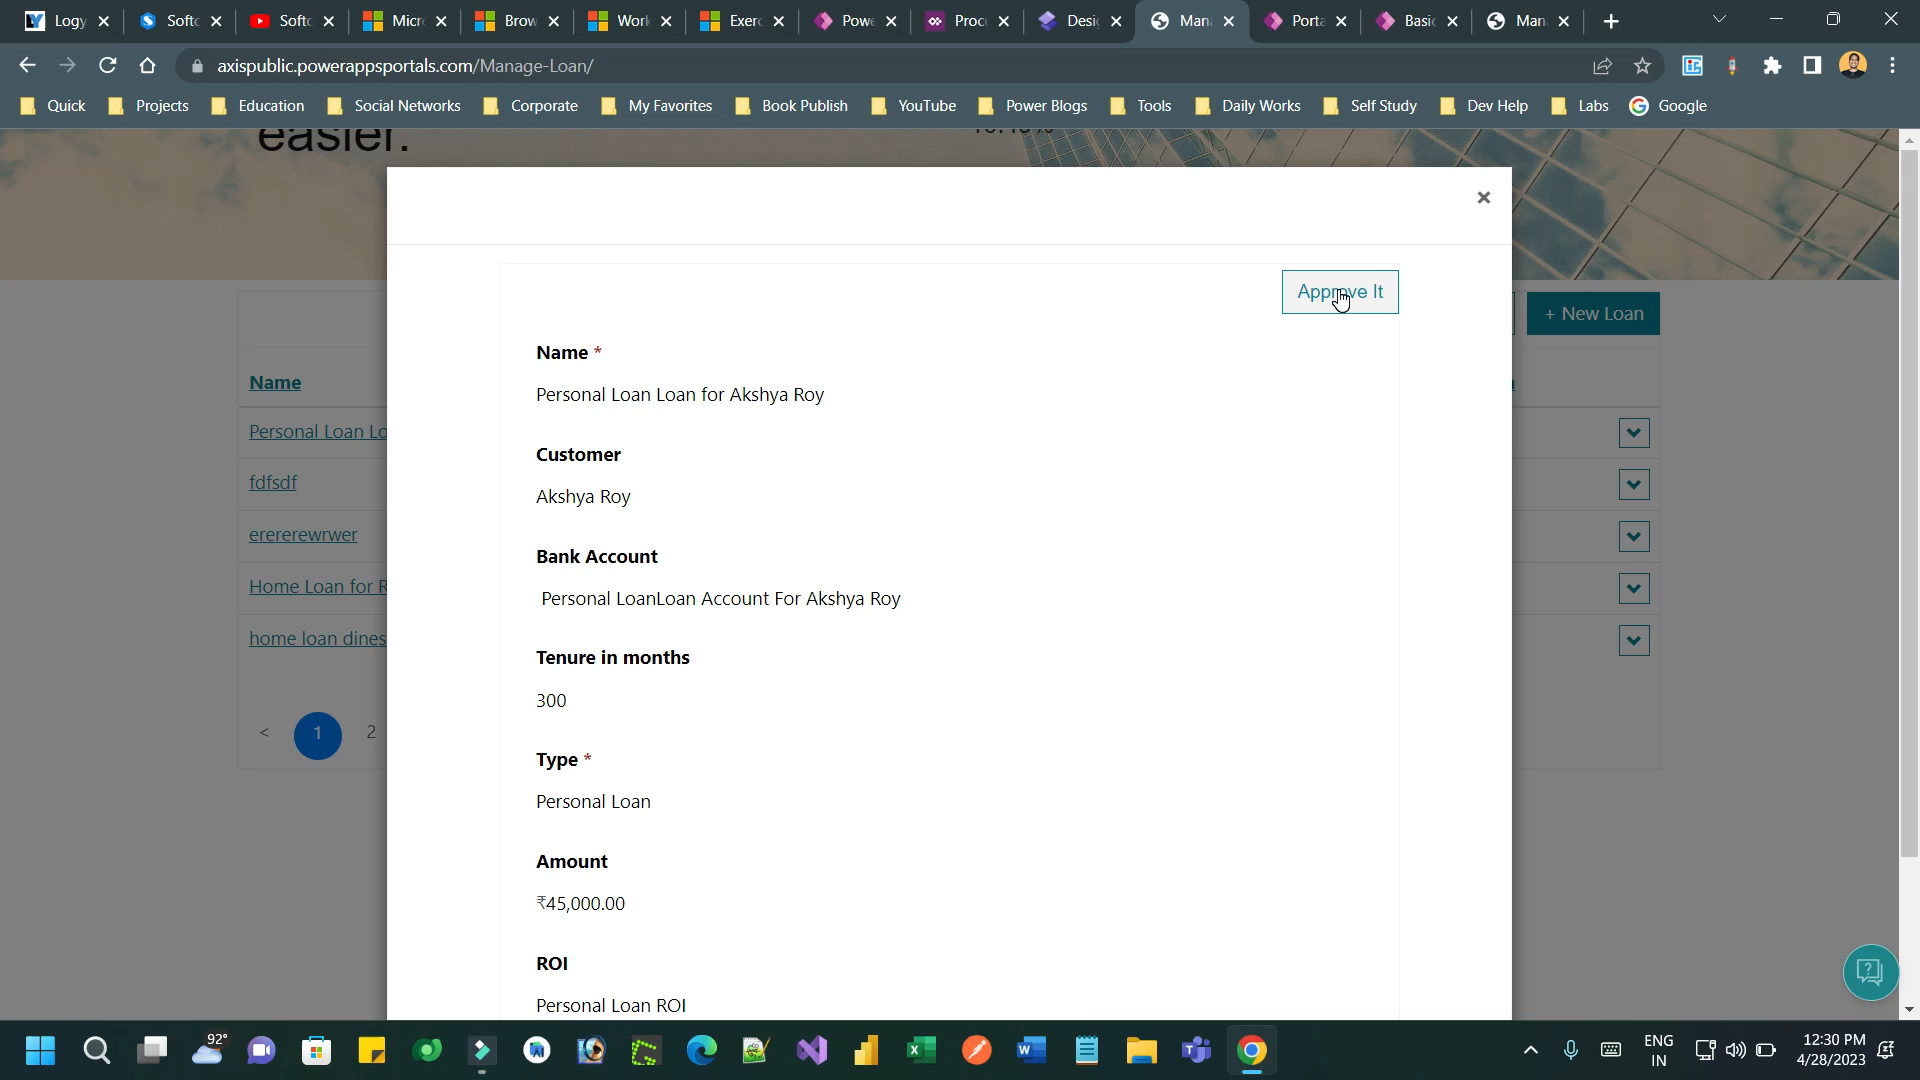 Logy
Softc
Softc
Micr
Brow
Work
Exerc
Powe
Proc
Desi
Man
Porta
Basic
Man
axispublic.powerappsportals.com/Manage-Loan/
Quick
Projects
Education
Social Networks
Corporate
My Favorites
Book Publish
YouTube
Power Blogs
Tools
Daily Works
Self Study
Dev Help
Labs
Google
easier.
×
Approve It
+ New Loan
Name *
Personal Loan Loan for Akshya Roy
Customer
Akshya Roy
Bank Account
Personal LoanLoan Account For Akshya Roy
Tenure in months
300
Type *
Personal Loan
Amount
₹45,000.00
ROI
Personal Loan ROI
Name
Personal Loan Lo
fdfsdf
erererewrwer
Home Loan for R
home loan dines
< 1 2
92°
ENG
IN
12:30 PM
4/28/2023